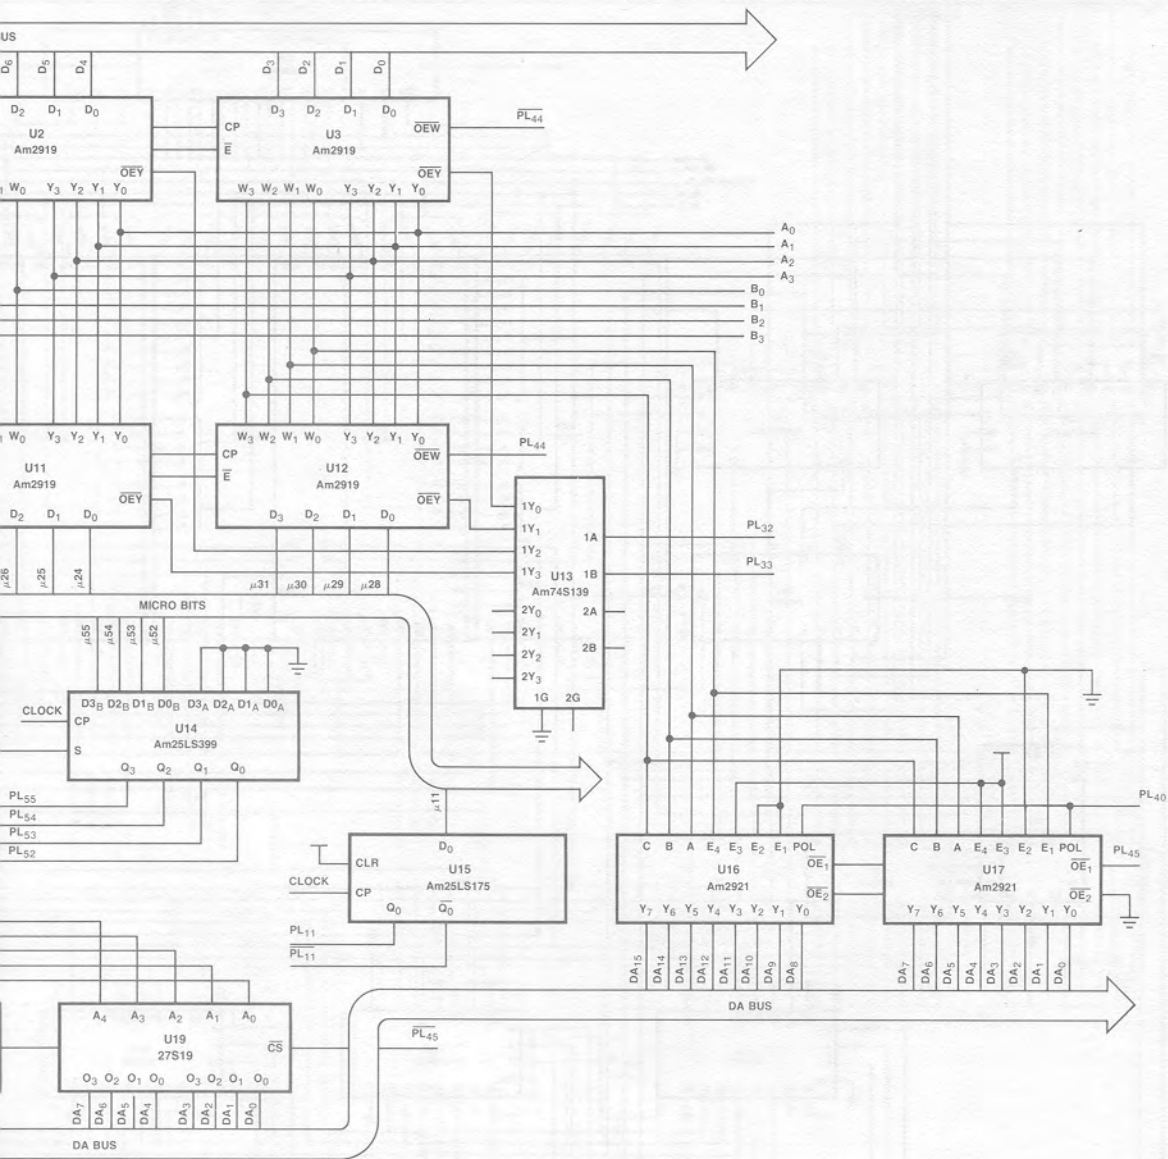 US
D6 D5 D4 D3 D2 D1 D0
D2 D1 D0
U2
Am2919
OEY
1 W0 Y3 Y2 Y1 Y0
D3 D2 D1 D0
CP
E
U3
Am2919
OEW
OEY
W3 W2 W1 W0 Y3 Y2 Y1 Y0
PL44
A0
A1
A2
A3
B0
B1
B2
B3
1 W0 Y3 Y2 Y1 Y0
U11
Am2919
OEY
D2 D1 D0
W3 W2 W1 W0 Y3 Y2 Y1 Y0
CP
E
U12
Am2919
OEW
OEY
D3 D2 D1 D0
PL44
μ26 μ25 μ24 μ31 μ30 μ29 μ28
1Y0
1Y1
1Y2
1Y3
2Y0
2Y1
2Y2
2Y3
U13
Am74S139
1A
1B
2A
2B
1G 2G
PL32
PL33
MICRO BITS
μ55 μ54 μ53 μ52
CLOCK
D3B D2B D1B D0B D3A D2A D1A D0A
CP
S
U14
Am25LS399
Q3 Q2 Q1 Q0
PL55
PL54
PL53
PL52
μ11
D0
CLR
CP
U15
Am25LS175
Q0 Q0
CLOCK
PL11
PL11
C B A E4 E3 E2 E1 POL
U16
Am2921
OE1
OE2
Y7 Y6 Y5 Y4 Y3 Y2 Y1 Y0
C B A E4 E3 E2 E1 POL
U17
Am2921
OE1
OE2
Y7 Y6 Y5 Y4 Y3 Y2 Y1 Y0
PL40
PL45
DA15 DA14 DA13 DA12 DA11 DA10 DA9 DA8
DA7 DA6 DA5 DA4 DA3 DA2 DA1 DA0
DA BUS
A4 A3 A2 A1 A0
U19
27S19
CS
O3 O2 O1 O0 O3 O2 O1 O0
PL45
DA7 DA6 DA5 DA4 DA3 DA2 DA1 DA0
DA BUS